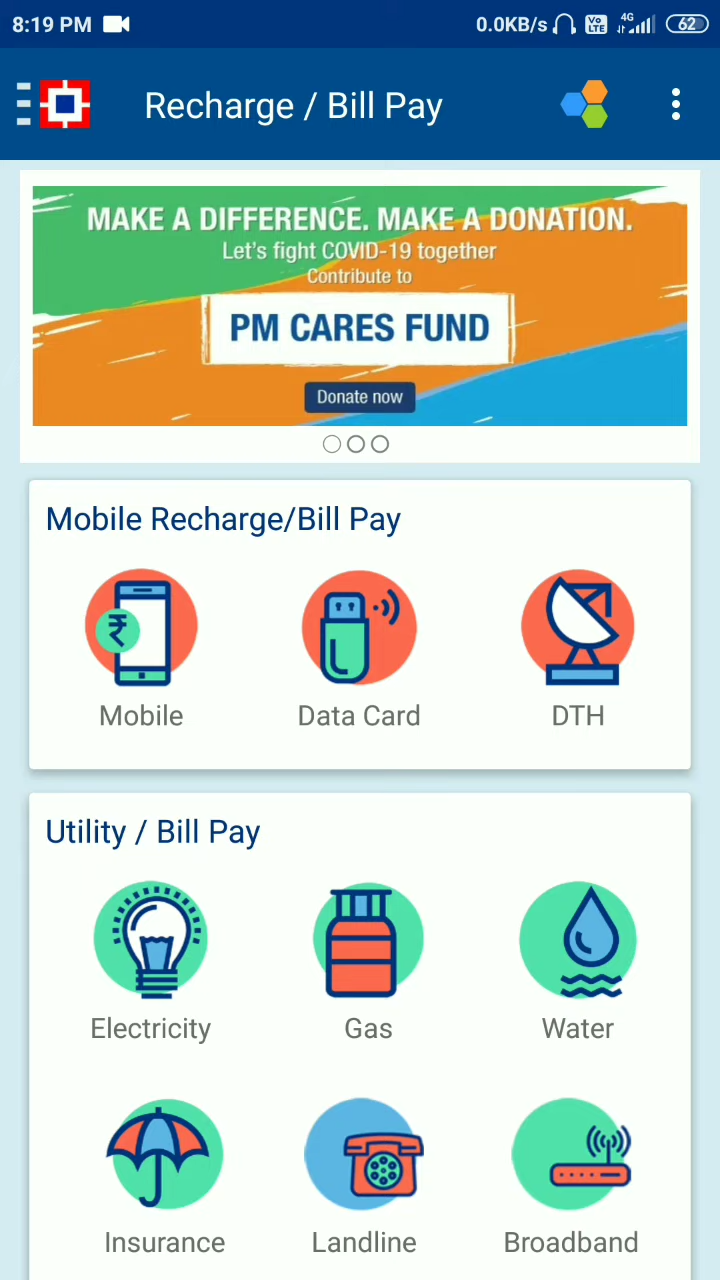 8:19 PM
0.0KB/s
Vo
LTE
4G
62
Recharge / Bill Pay
MAKE A DIFFERENCE. MAKE A DONATION.
Let's fight COVID-19 together
Contribute to
PM CARES FUND
Donate now
Mobile Recharge/Bill Pay
₹
Mobile
Data Card
DTH
Utility / Bill Pay
Electricity
Gas
Water
Insurance
Landline
Broadband